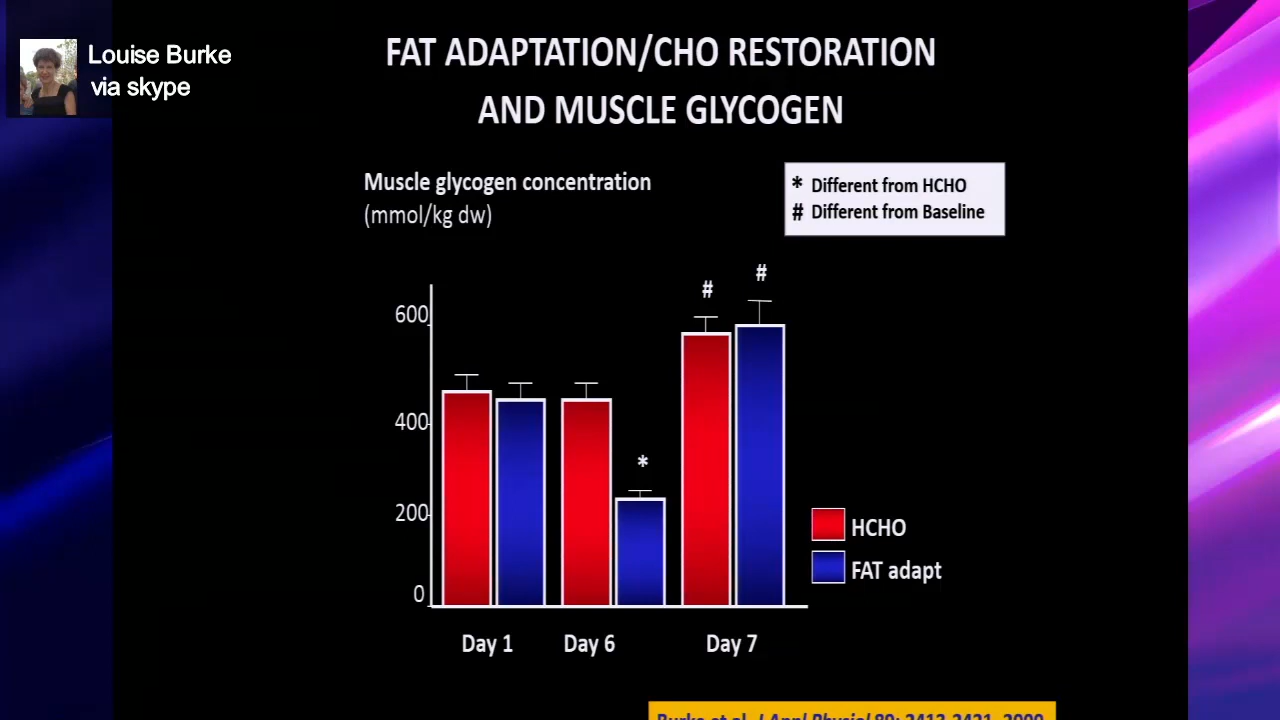 Louise Burke
via skype
FAT ADAPTATION/CHO RESTORATION
AND MUSCLE GLYCOGEN
Muscle glycogen concentration
(mmol/kg dw)
* Different from HCHO
# Different from Baseline
# #
600
400
*
200
0
HCHO
FAT adapt
Day 1 Day 6 Day 7
Burke et al. J Appl Physiol 89: 2413-2421, 2000